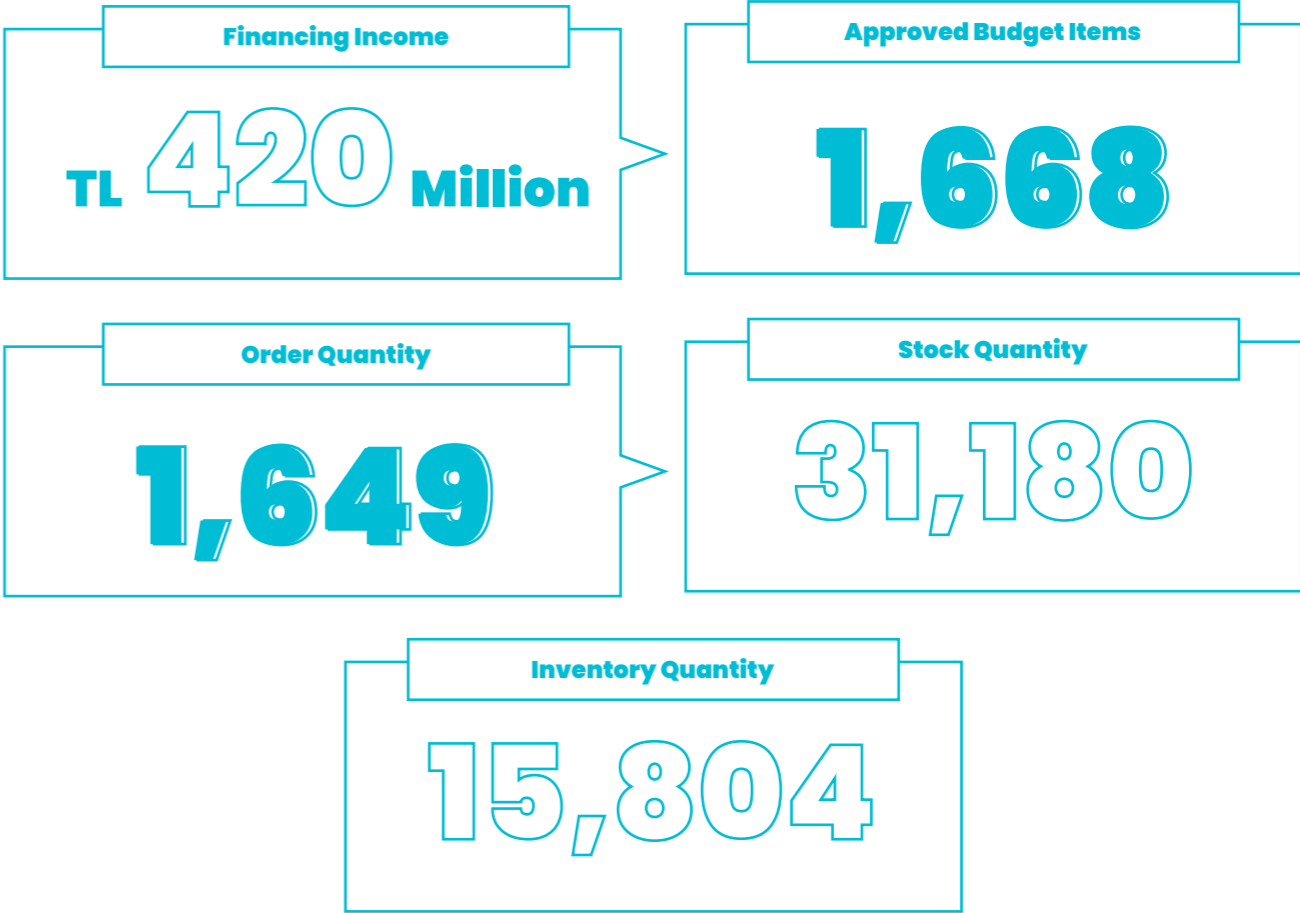 Financing Income
TL 420 Million
Approved Budget Items
1,668
Order Quantity
1,649
Stock Quantity
31,180
Inventory Quantity
15,804